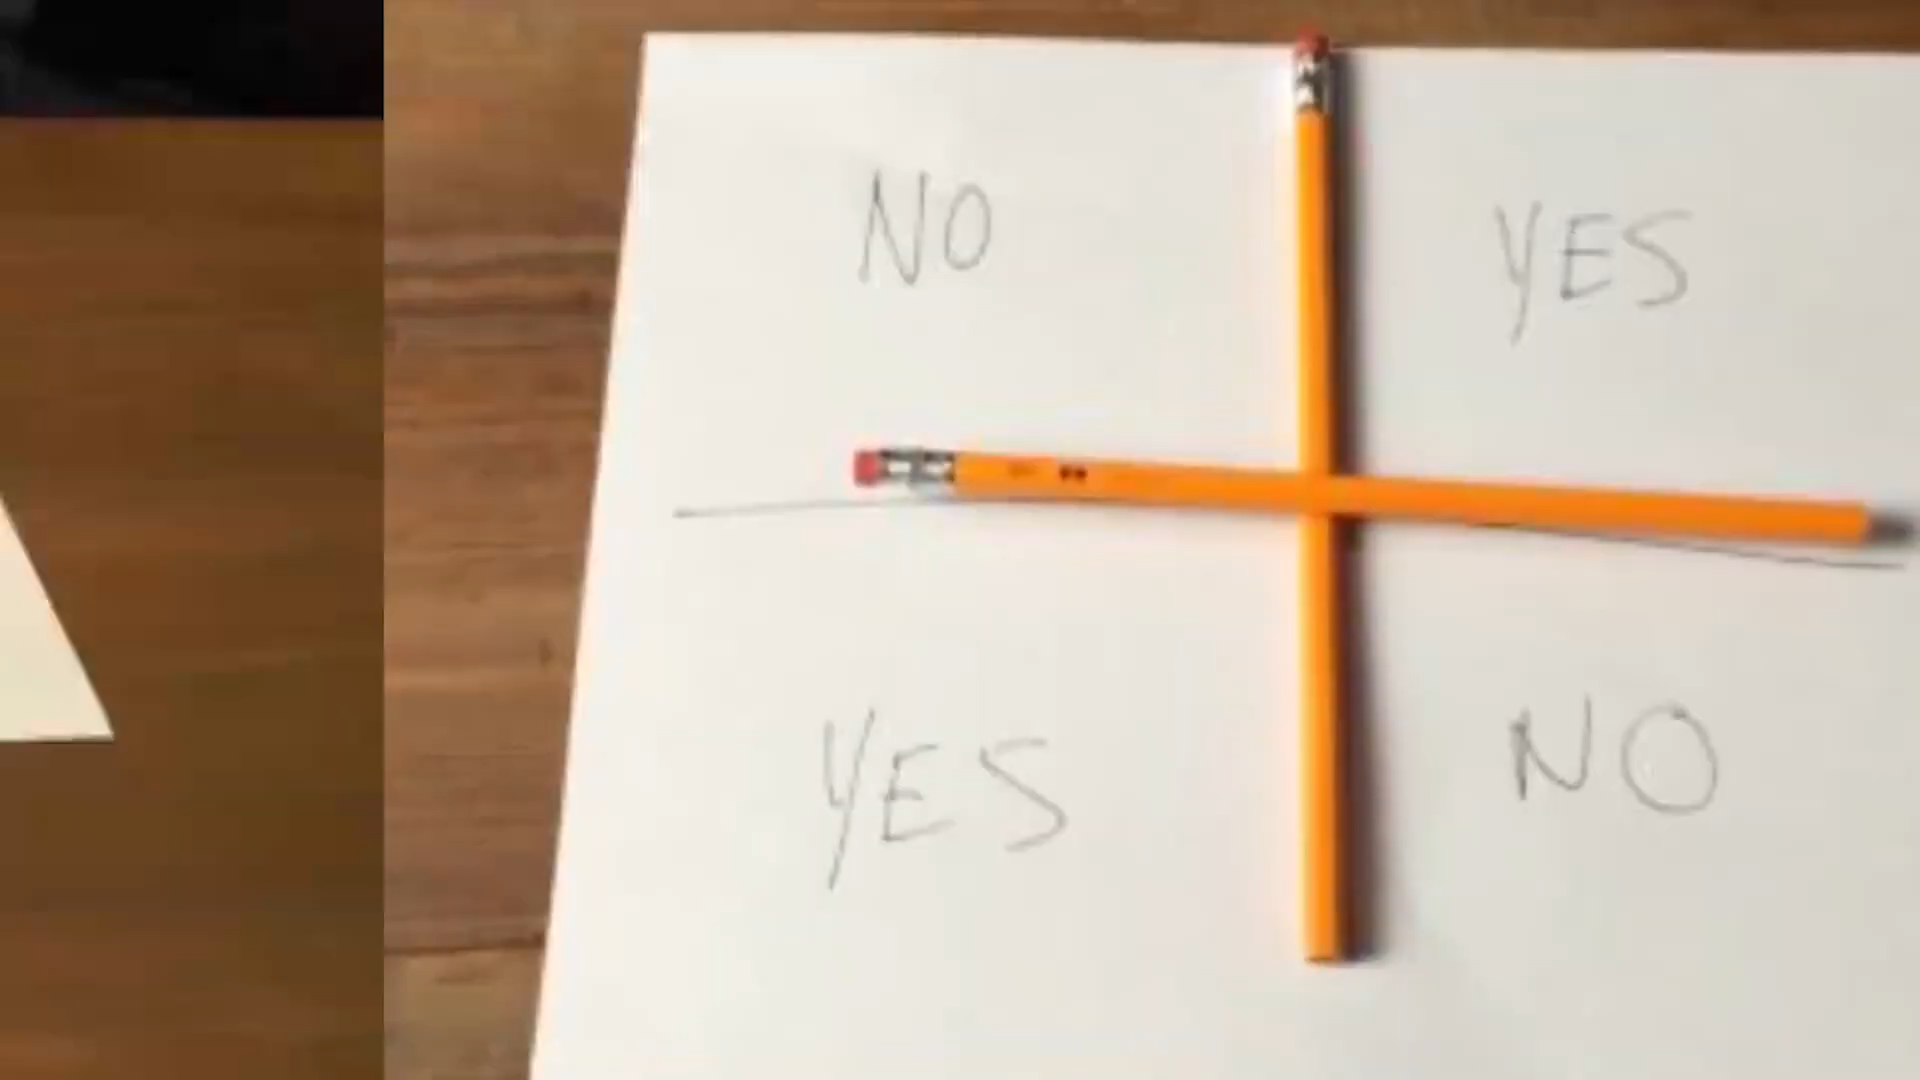 NO YES
YES NO